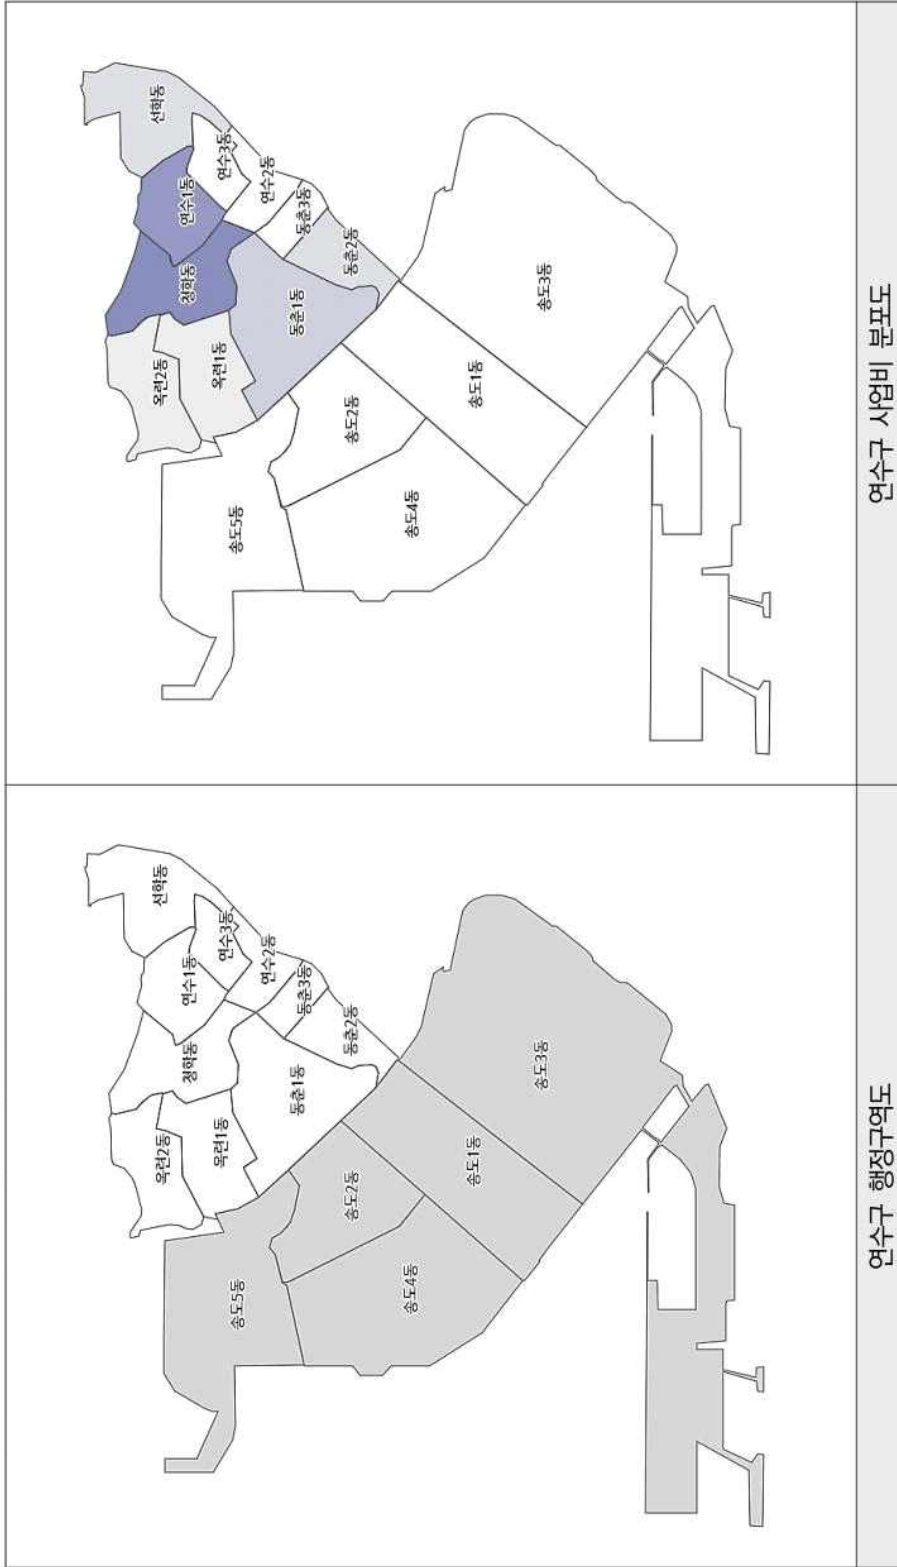 연수구 행정구역도
선학동
연수3동
연수1동
연수2동
동춘3동
청학동
동춘2동
동춘1동
옥련2동
옥련1동
송도3동
송도1동
송도2동
송도4동
송도5동
연수구 사업비 분포도
선학동
연수3동
연수1동
연수2동
동춘3동
청학동
동춘2동
동춘1동
옥련2동
옥련1동
송도3동
송도1동
송도2동
송도4동
송도5동